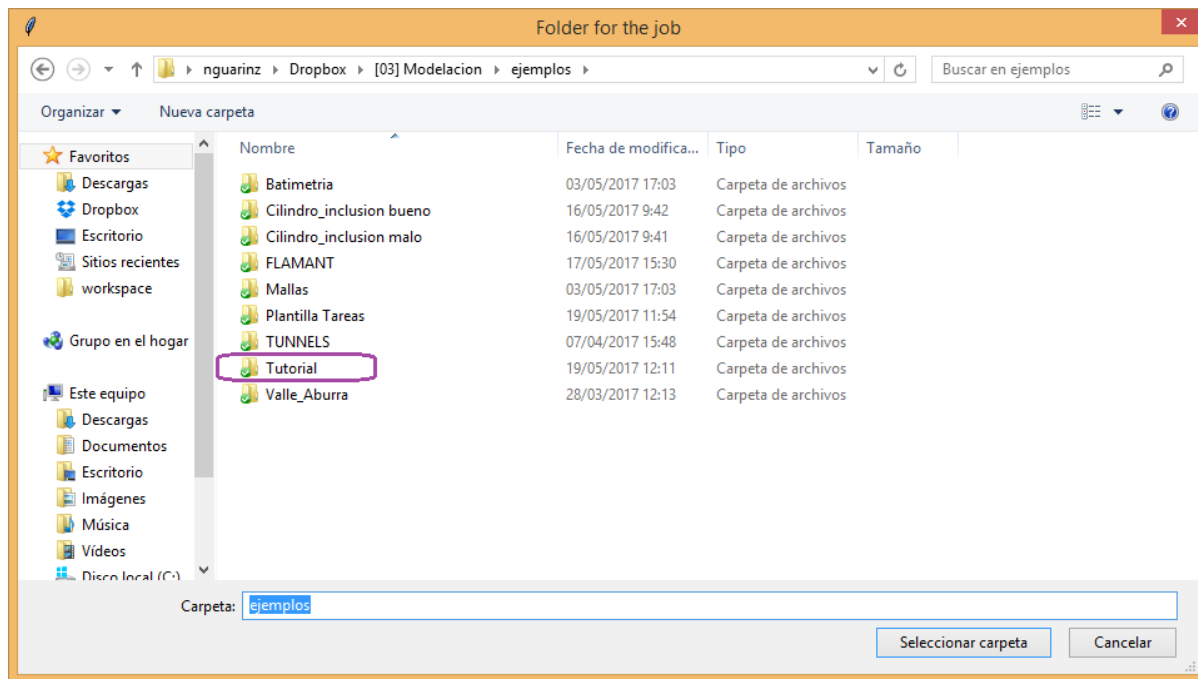 Folder for the job
nguarinz Dropbox [03] Modelacion ejemplos
Buscar en ejemplos
Organizar Nueva carpeta
Nombre Fecha de modifica... Tipo Tamaño
Favoritos
Descargas
Dropbox
Escritorio
Sitios recientes
workspace
Grupo en el hogar
Este equipo
Descargas
Documentos
Escritorio
Imágenes
Música
Vídeos
Disco local (C:)
Batimetria 03/05/2017 17:03 Carpeta de archivos
Cilindro_inclusion bueno 16/05/2017 9:42 Carpeta de archivos
Cilindro_inclusion malo 16/05/2017 9:41 Carpeta de archivos
FLAMANT 17/05/2017 15:30 Carpeta de archivos
Mallas 03/05/2017 17:03 Carpeta de archivos
Plantilla Tareas 19/05/2017 11:54 Carpeta de archivos
TUNNELS 07/04/2017 15:48 Carpeta de archivos
Tutorial 19/05/2017 12:11 Carpeta de archivos
Valle_Aburra 28/03/2017 12:13 Carpeta de archivos
Carpeta: ejemplos
Seleccionar carpeta Cancelar